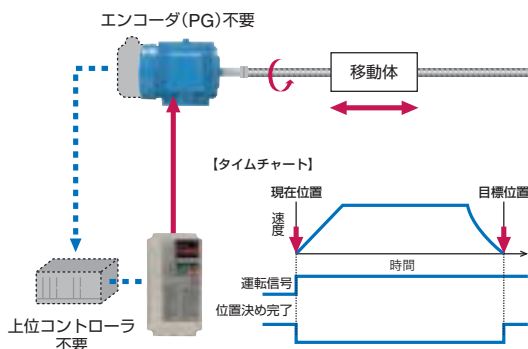 エンコーダ(PG)不要
移動体
【タイムチャート】
現在位置
目標位置
速度
時間
運転信号
位置決め完了
上位コントローラ
不要